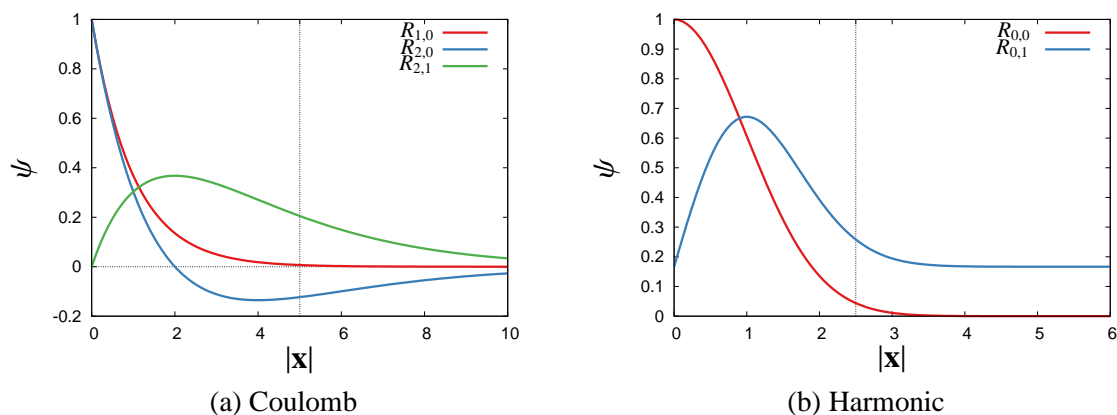 1
0.8
0.6
0.4
0.2
0
-0.2
ψ
R1,0
R2,0
R2,1
0 2 4 6 8 10
|x|
(a) Coulomb
1
0.9
0.8
0.7
0.6
0.5
0.4
0.3
0.2
0.1
0
ψ
R0,0
R0,1
0 1 2 3 4 5 6
|x|
(b) Harmonic